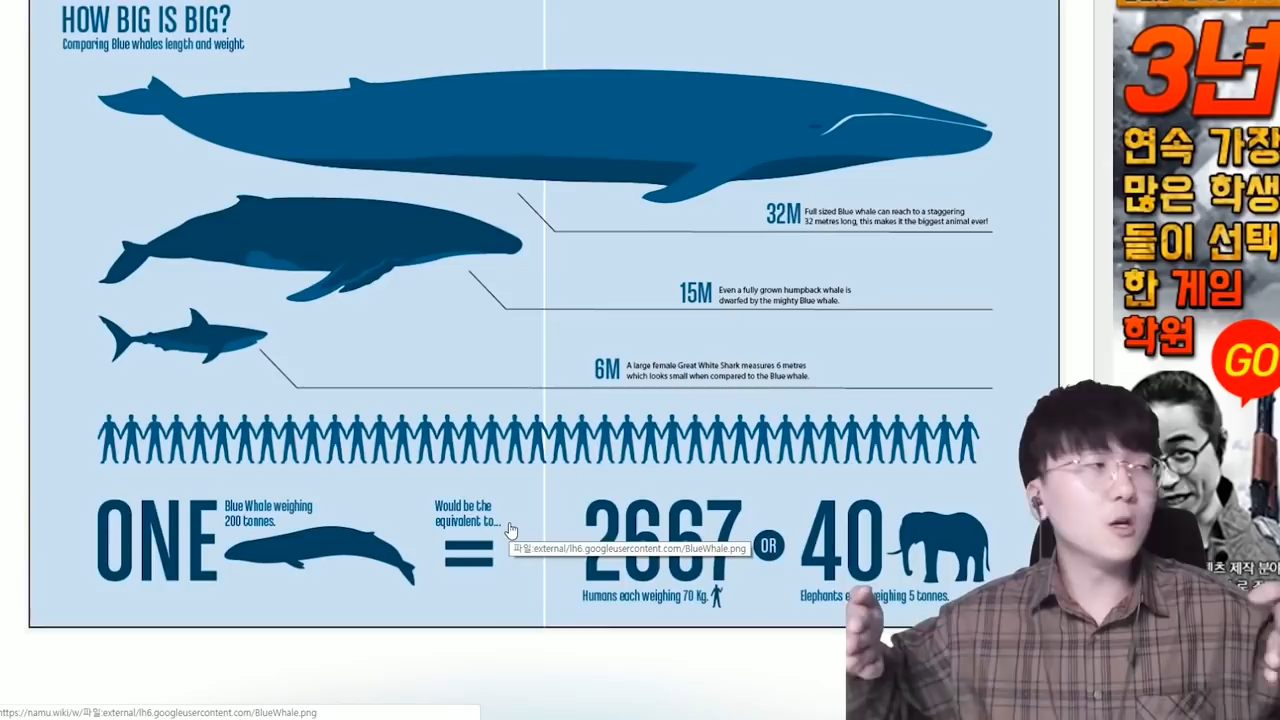 HOW BIG IS BIG?
Comparing Blue whales length and weight
32M
Full sized Blue whale can reach to a staggering
32 metres long, this makes it the biggest animal ever!
15M
Even a fully grown humpback whale is
dwarfed by the mighty Blue whale.
6M
A large female Great White Shark measures 6 metres
which looks small when compared to the Blue whale.
ONE
Blue Whale weighing
200 tonnes.
Would be the
equivalent to...
=
2667
Humans each weighing 70 Kg.
OR
40
Elephants weighing 5 tonnes.
파일:external/lh6.googleusercontent.com/BlueWhale.png
https://namu.wiki/w/파일:external/lh6.googleusercontent.com/BlueWhale.png
3년
연속 가장
많은 학생
들이 선택
한 게임
학원
GO
제작